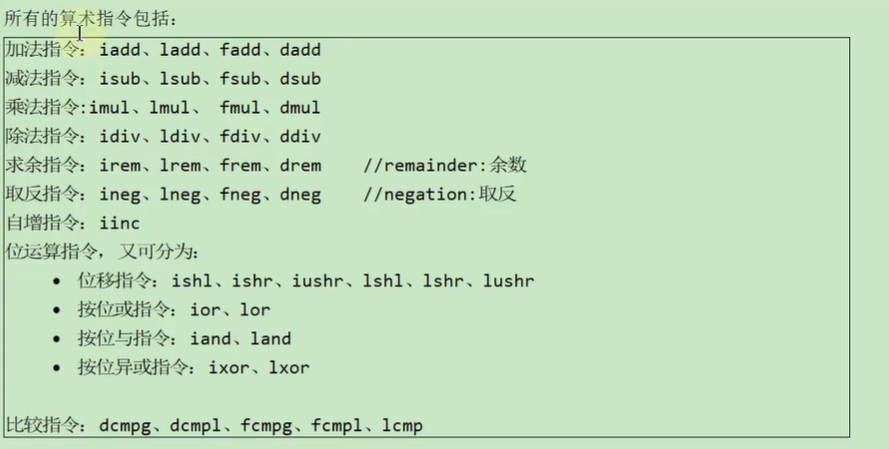 所有的算术指令包括：
加法指令：iadd、ladd、fadd、dadd
减法指令：isub、lsub、fsub、dsub
乘法指令:imul、lmul、 fmul、dmul
除法指令：idiv、ldiv、fdiv、ddiv
求余指令：irem、lrem、frem、drem    //remainder:余数
取反指令：ineg、lneg、fneg、dneg    //negation:取反
自增指令：iinc
位运算指令，又可分为：
• 位移指令：ishl、ishr、iushr、lshl、lshr、lushr
• 按位或指令：ior、lor
• 按位与指令：iand、land
• 按位异或指令：ixor、lxor
比较指令：dcmpg、dcmpl、fcmpg、fcmpl、lcmp